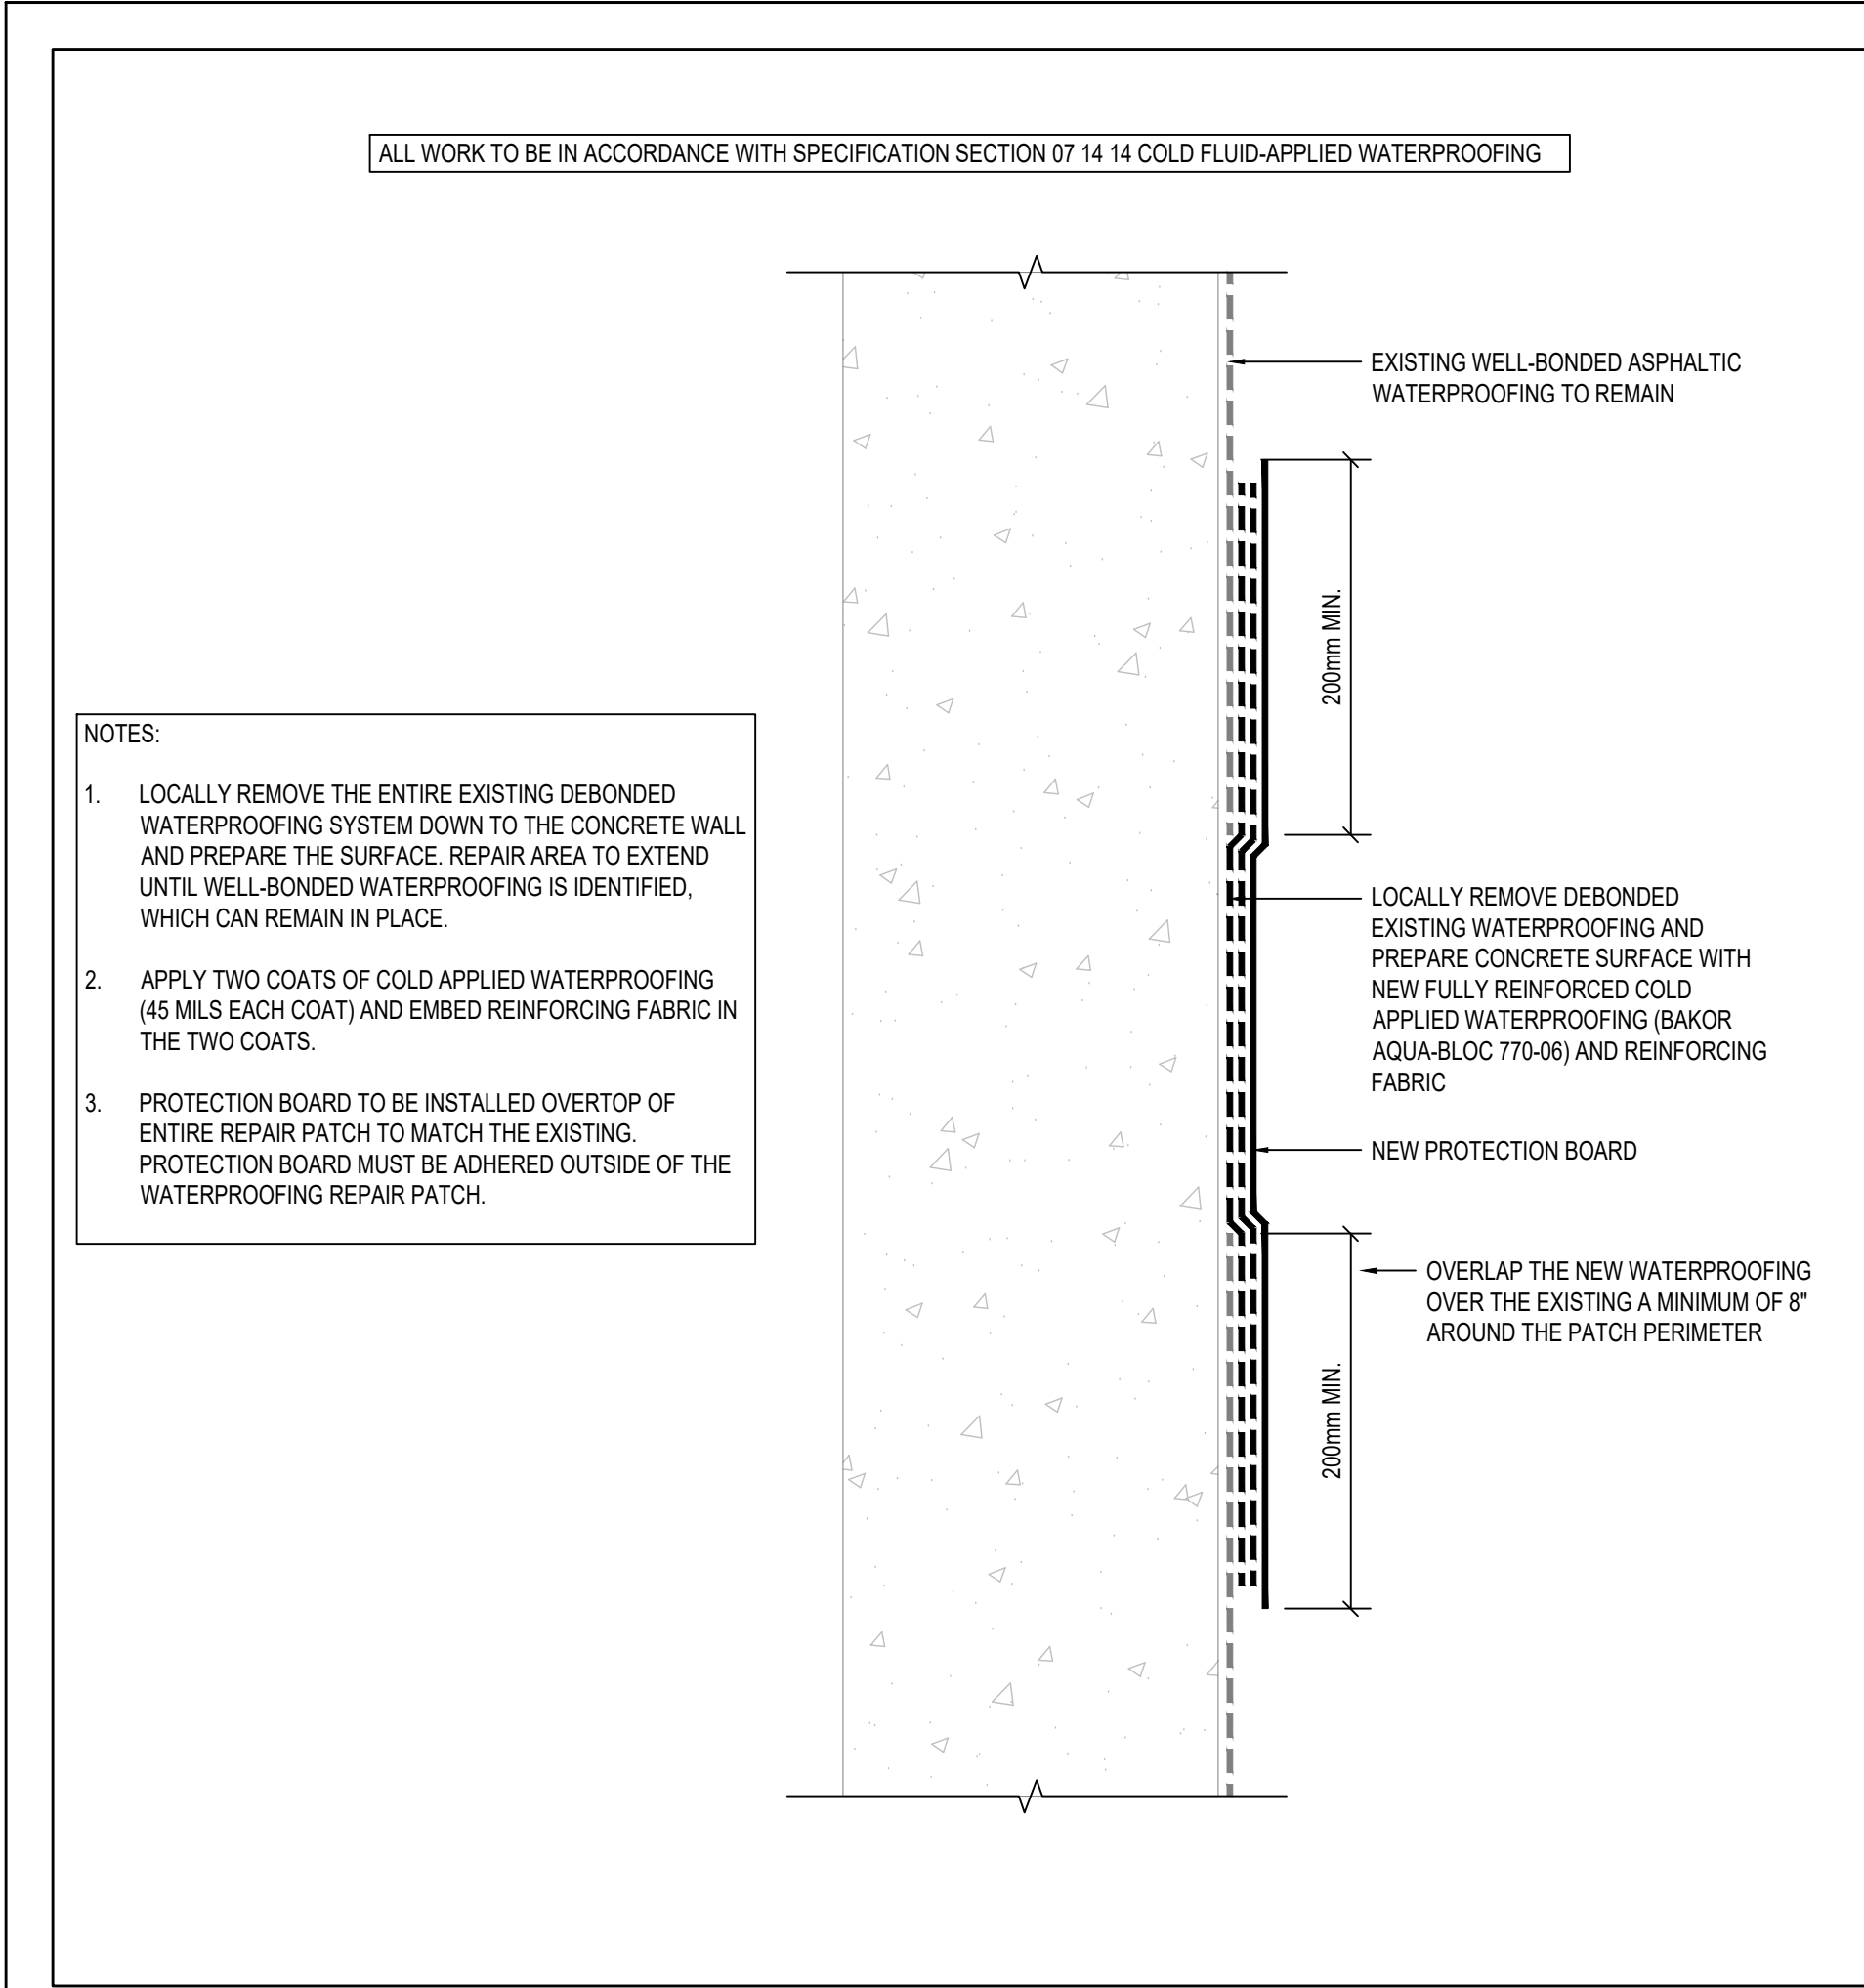 ALL WORK TO BE IN ACCORDANCE WITH SPECIFICATION SECTION 07 14 14 COLD FLUID-APPLIED WATERPROOFING
EXISTING WELL-BONDED ASPHALTIC
WATERPROOFING TO REMAIN
200mm MIN.
NOTES:
1. LOCALLY REMOVE THE ENTIRE EXISTING DEBONDED
WATERPROOFING SYSTEM DOWN TO THE CONCRETE WALL
AND PREPARE THE SURFACE. REPAIR AREA TO EXTEND
UNTIL WELL-BONDED WATERPROOFING IS IDENTIFIED,
WHICH CAN REMAIN IN PLACE.
2. APPLY TWO COATS OF COLD APPLIED WATERPROOFING
(45 MILS EACH COAT) AND EMBED REINFORCING FABRIC IN
THE TWO COATS.
3. PROTECTION BOARD TO BE INSTALLED OVERTOP OF
ENTIRE REPAIR PATCH TO MATCH THE EXISTING.
PROTECTION BOARD MUST BE ADHERED OUTSIDE OF THE
WATERPROOFING REPAIR PATCH.
LOCALLY REMOVE DEBONDED
EXISTING WATERPROOFING AND
PREPARE CONCRETE SURFACE WITH
NEW FULLY REINFORCED COLD
APPLIED WATERPROOFING (BAKOR
AQUA-BLOC 770-06) AND REINFORCING
FABRIC
NEW PROTECTION BOARD
OVERLAP THE NEW WATERPROOFING
OVER THE EXISTING A MINIMUM OF 8"
AROUND THE PATCH PERIMETER
200mm MIN.